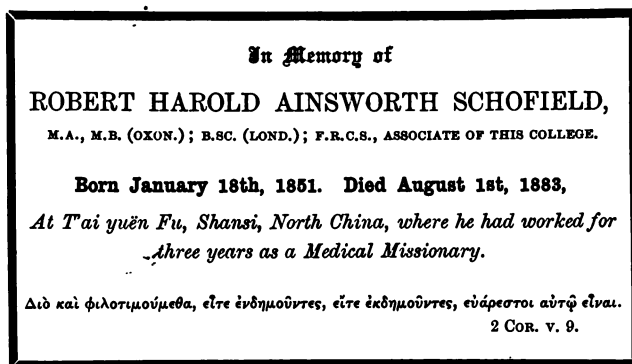 In Memory of
ROBERT HAROLD AINSWORTH SCHOFIELD,
M.A., M.B. (OXON.); B.SC. (LOND.); F.R.C.S., ASSOCIATE OF THIS COLLEGE.
Born January 18th, 1851. Died August 1st, 1883,
At T'ai yuën Fu, Shansi, North China, where he had worked for
three years as a Medical Missionary.
Διὸ καὶ φιλοτιμούμεθα, εἴτε ἐνδημοῦντες, εἴτε ἐκδημοῦντες, εὐάρεστοι αὐτῷ εἶναι.
2 COR. v. 9.